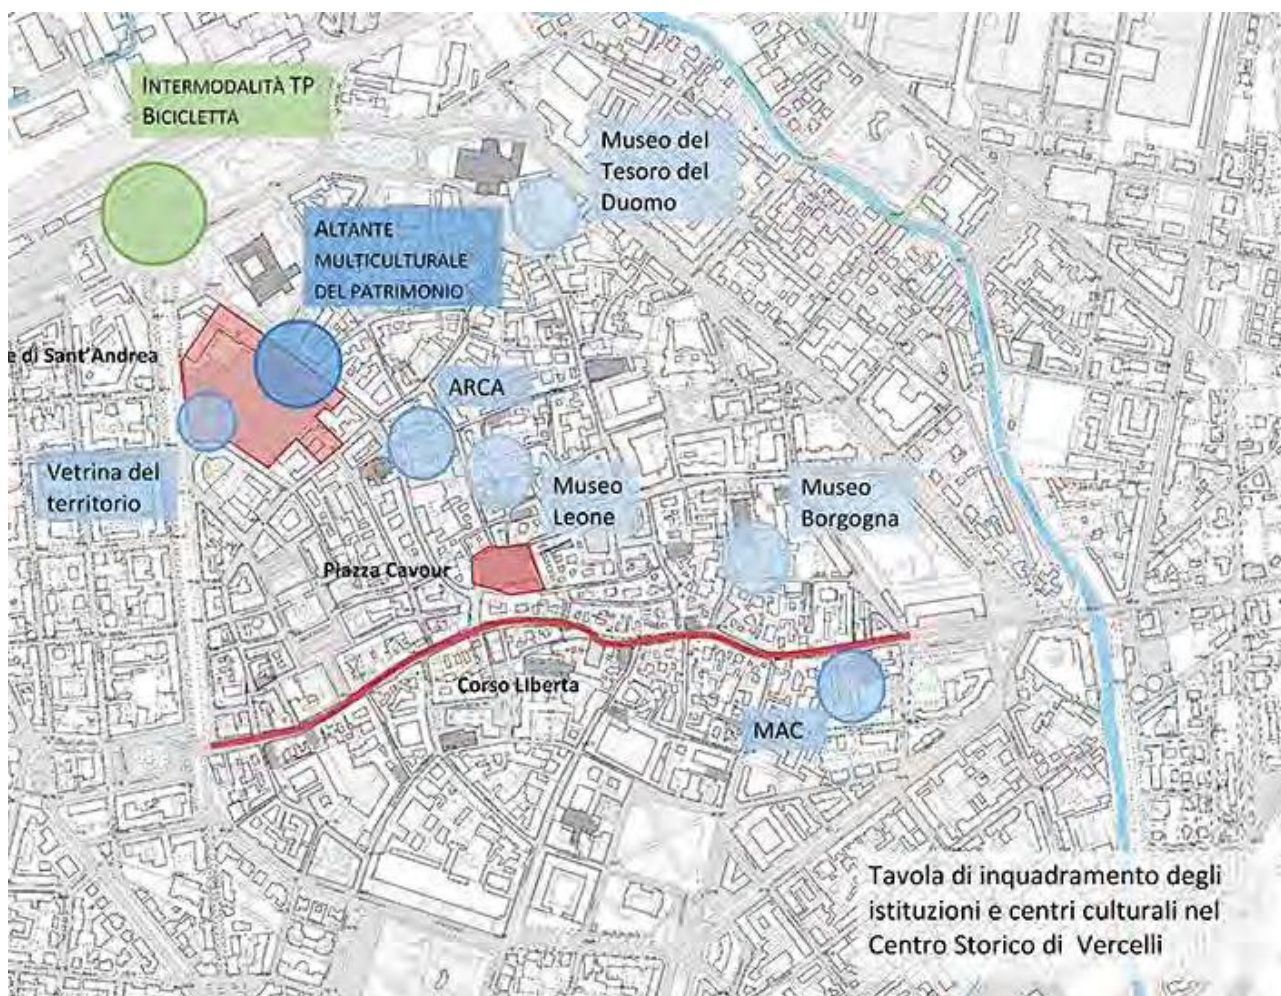 INTERMODALITÀ TP
BICICLETTA
Museo del
Tesoro del
Duomo
ALTANTE
MULTICULTURALE
DEL PATRIMONIO
e di Sant'Andrea
ARCA
Vetrina del
territorio
Museo
Leone
Museo
Borgogna
Piazza Cavour
Corso Liberta
MAC
Tavola di inquadramento degli
istituzioni e centri culturali nel
Centro Storico di Vercelli